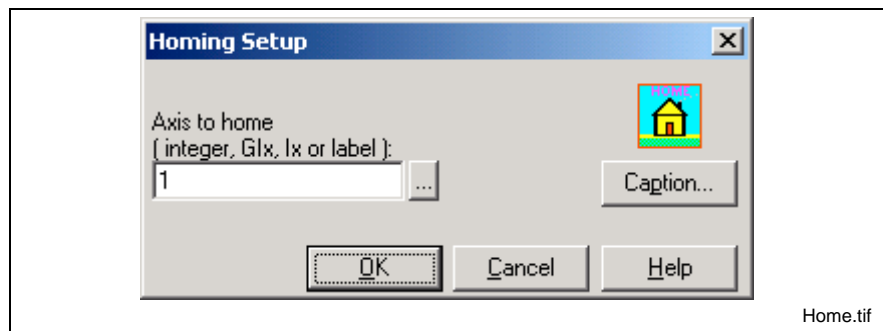 Homing Setup
HOME
Axis to home
( integer, GIx, Ix or label ):
1
...
Caption...
OK
Cancel
Help
Home.tif